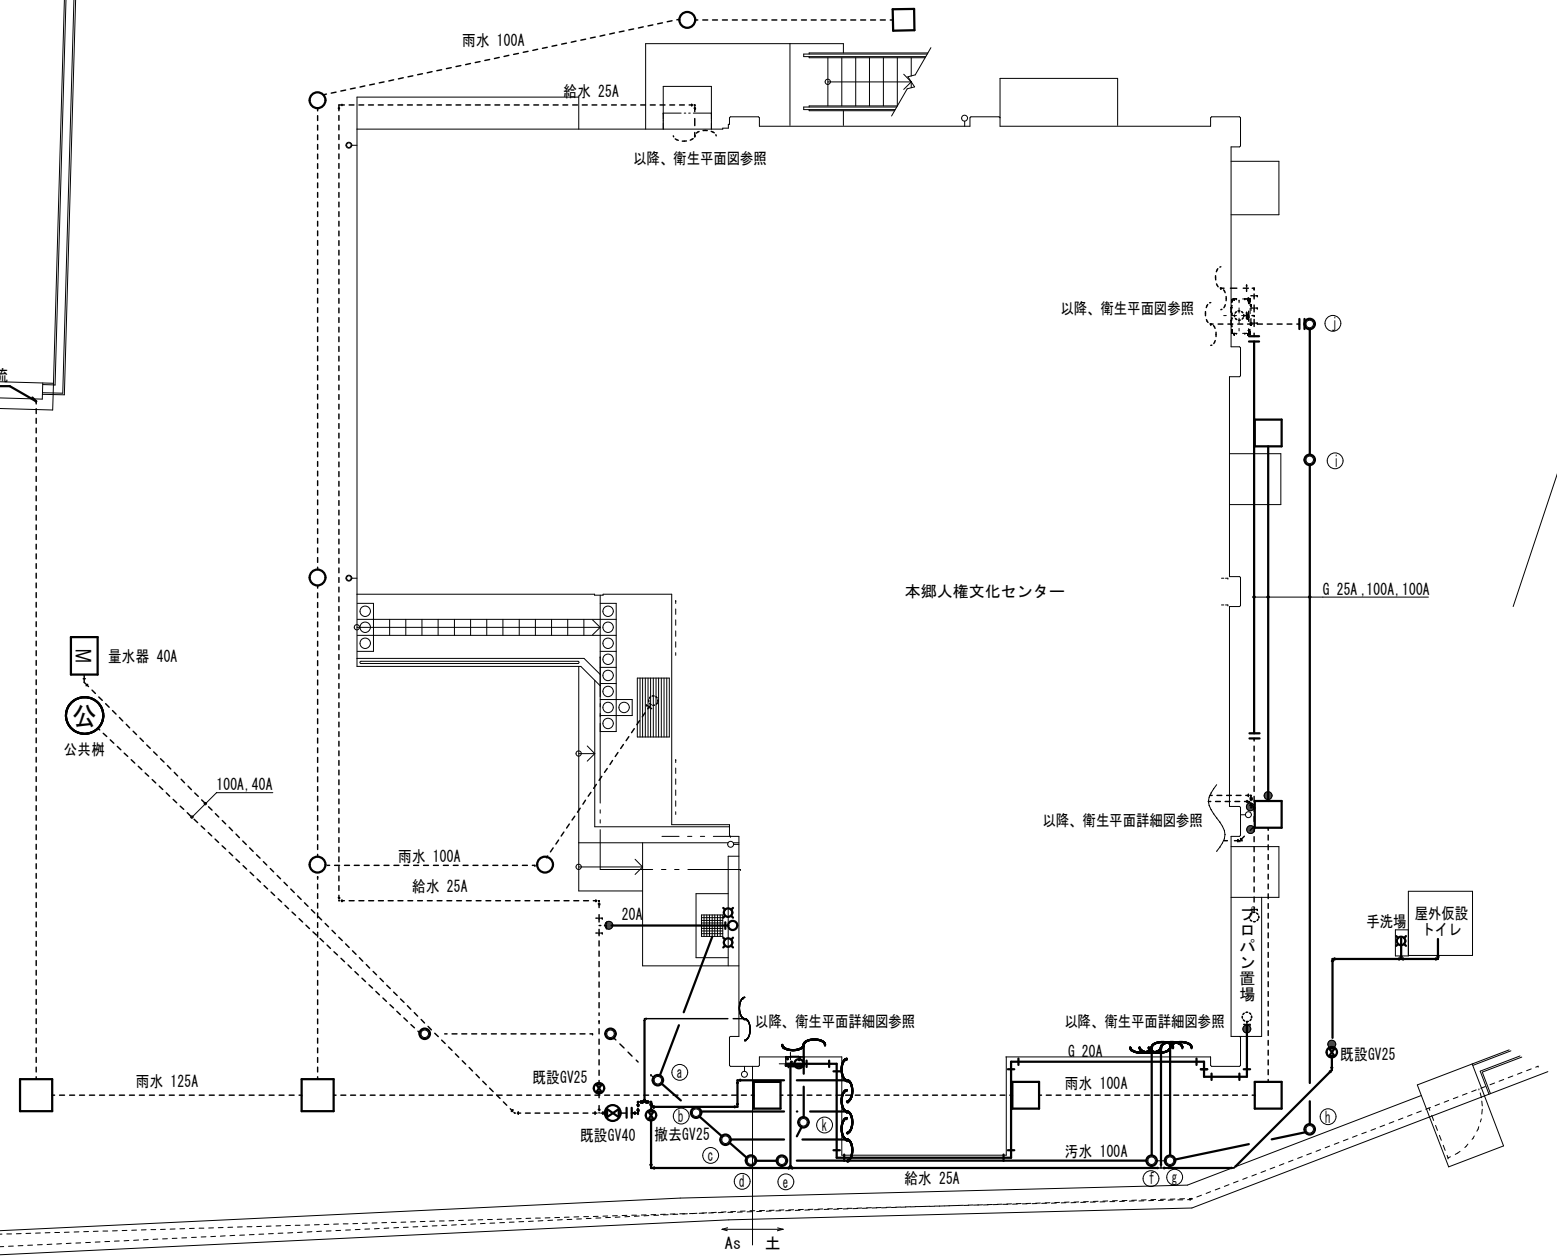 雨水 100A
給水 25A
以降、衛生平面図参照
以降、衛生平面図参照
j
流
i
本郷人権文化センター
G 25A,100A,100A
M
量水器 40A
公
公共桝
100A,40A
以降、衛生平面詳細図参照
雨水 100A
給水 25A
20A
プロパン置場
手洗場
屋外仮設
トイレ
以降、衛生平面詳細図参照
以降、衛生平面詳細図参照
G 20A
既設GV25
雨水 125A
既設GV25
a
雨水 100A
b
k
h
既設GV40
撤去GV25
c
汚水 100A
d
e
給水 25A
f
g
As
土